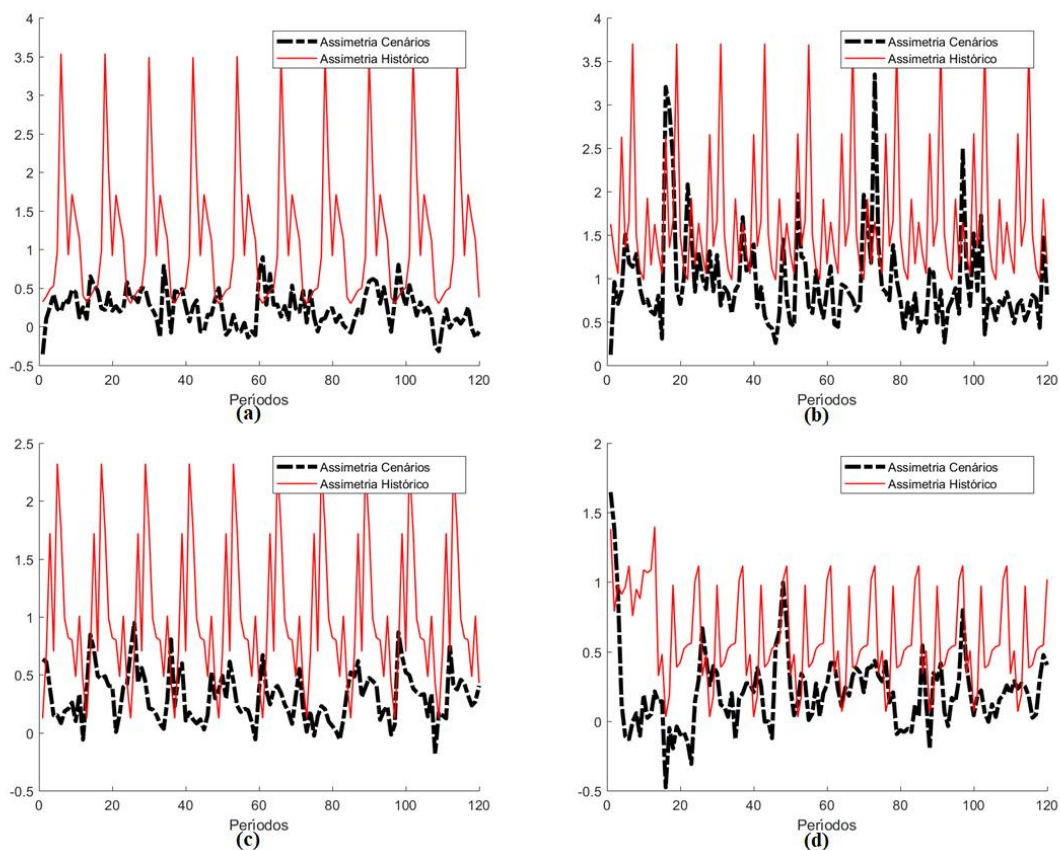 4
3.5
3
2.5
2
1.5
1
0.5
0
-0.5
0 20 40 60 80 100 120
Assimetria Cenários
Assimetria Histórico
Períodos
(a)
4
3.5
3
2.5
2
1.5
1
0.5
0
0 20 40 60 80 100 120
Assimetria Cenários
Assimetria Histórico
Períodos
(b)
2.5
2
1.5
1
0.5
0
-0.5
0 20 40 60 80 100 120
Assimetria Cenários
Assimetria Histórico
Períodos
(c)
2
1.5
1
0.5
0
-0.5
0 20 40 60 80 100 120
Assimetria Cenários
Assimetria Histórico
Períodos
(d)